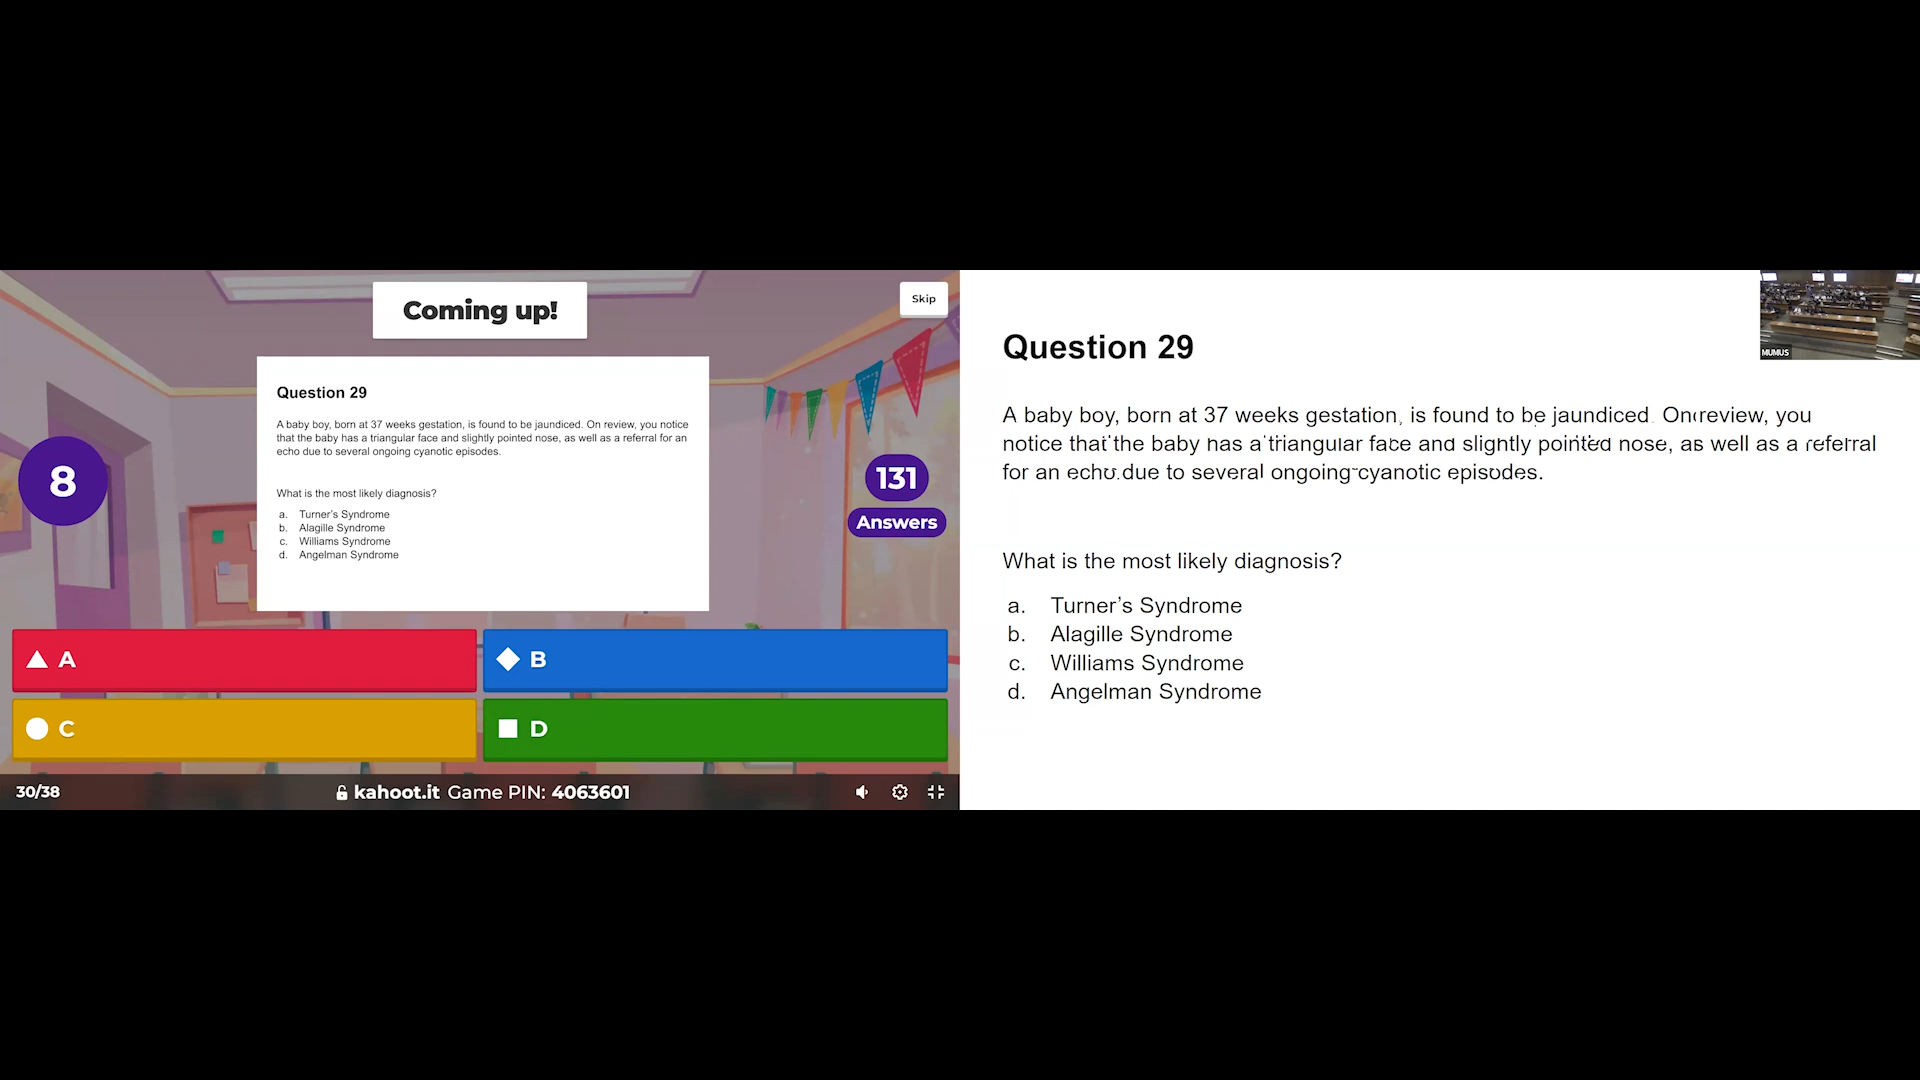 Coming up!
Skip
Question 29
A baby boy, born at 37 weeks gestation, is found to be jaundiced. On review, you notice
that the baby has a triangular face and slightly pointed nose, as well as a referral for an
echo due to several ongoing cyanotic episodes.
What is the most likely diagnosis?
a. Turner's Syndrome
b. Alagille Syndrome
c. Williams Syndrome
d. Angelman Syndrome
8
131
Answers
A
B
C
D
30/38
kahoot.it Game PIN: 4063601
Question 29
MUMUS
A baby boy, born at 37 weeks gestation, is found to be jaundiced. On review, you
notice that the baby has a triangular face and slightly pointed nose, as well as a referral
for an echo due to several ongoing cyanotic episodes.
What is the most likely diagnosis?
a. Turner's Syndrome
b. Alagille Syndrome
c. Williams Syndrome
d. Angelman Syndrome